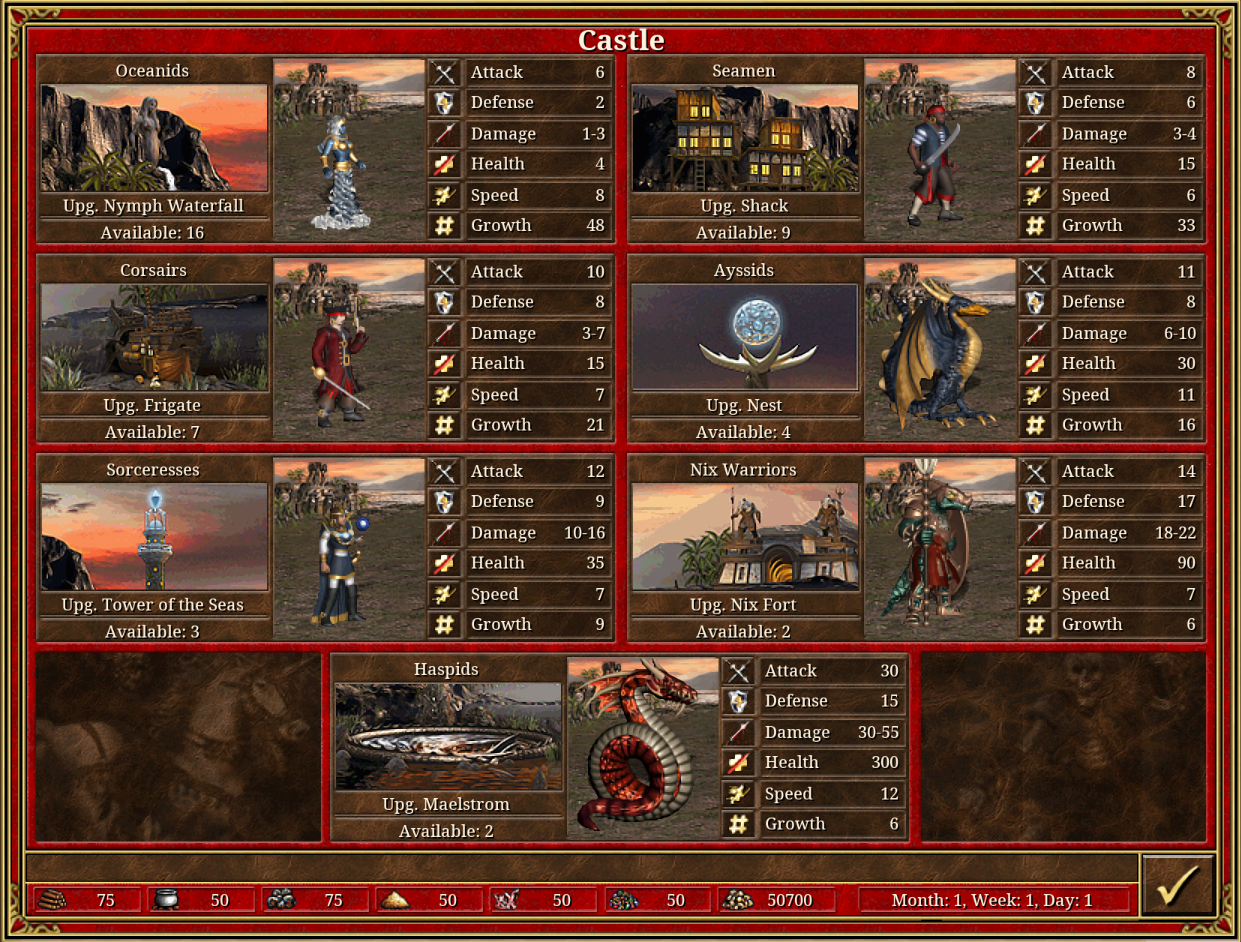 Castle
Oceanids
Upg. Nymph Waterfall
Available: 16
Attack 6
Defense 2
Damage 1-3
Health 4
Speed 8
Growth 48
Seamen
Upg. Shack
Available: 9
Attack 8
Defense 6
Damage 3-4
Health 15
Speed 6
Growth 33
Corsairs
Upg. Frigate
Available: 7
Attack 10
Defense 8
Damage 3-7
Health 15
Speed 7
Growth 21
Ayssids
Upg. Nest
Available: 4
Attack 11
Defense 8
Damage 6-10
Health 30
Speed 11
Growth 16
Sorceresses
Upg. Tower of the Seas
Available: 3
Attack 12
Defense 9
Damage 10-16
Health 35
Speed 7
Growth 9
Nix Warriors
Upg. Nix Fort
Available: 2
Attack 14
Defense 17
Damage 18-22
Health 90
Speed 7
Growth 6
Haspids
Upg. Maelstrom
Available: 2
Attack 30
Defense 15
Damage 30-55
Health 300
Speed 12
Growth 6
75 50 75 50 50 50 50700 Month: 1, Week: 1, Day: 1